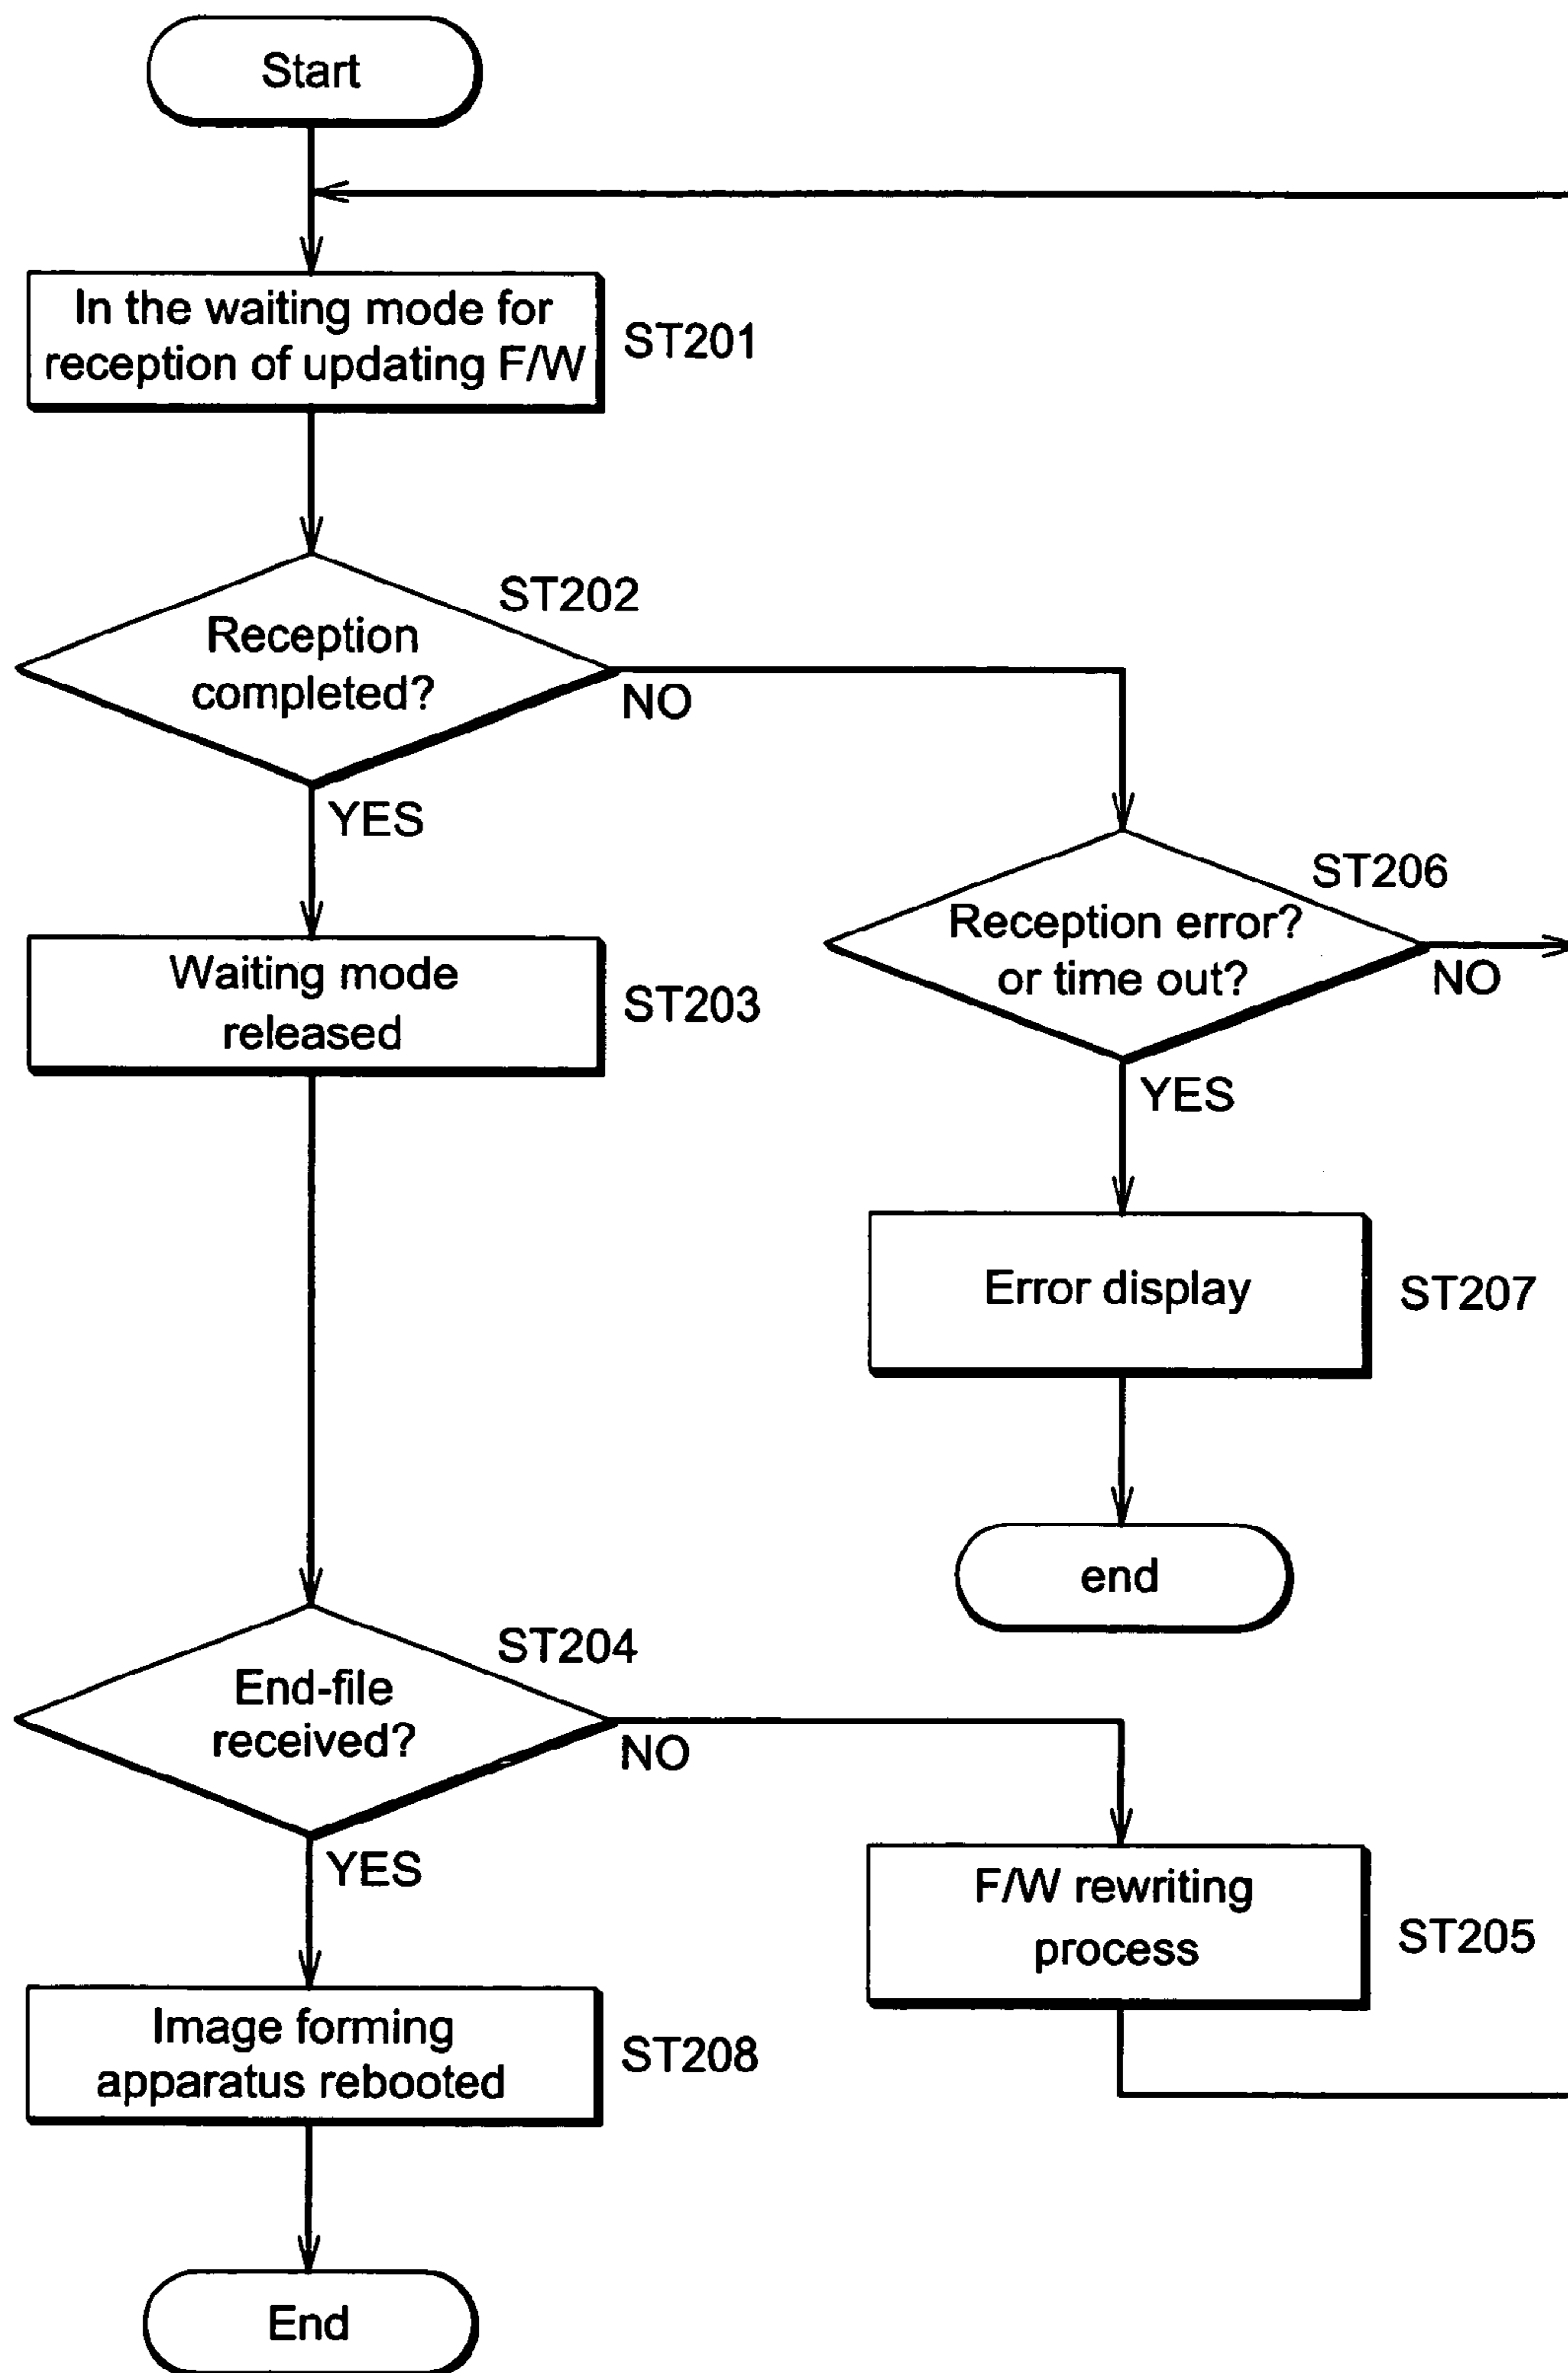 Start
In the waiting mode for
reception of updating F/W
ST201
ST202
Reception
completed?
NO
YES
ST206
Reception error?
or time out?
NO
YES
Waiting mode
released
ST203
Error display
ST207
end
ST204
End-file
received?
NO
YES
F/W rewriting
process
ST205
Image forming
apparatus rebooted
ST208
End